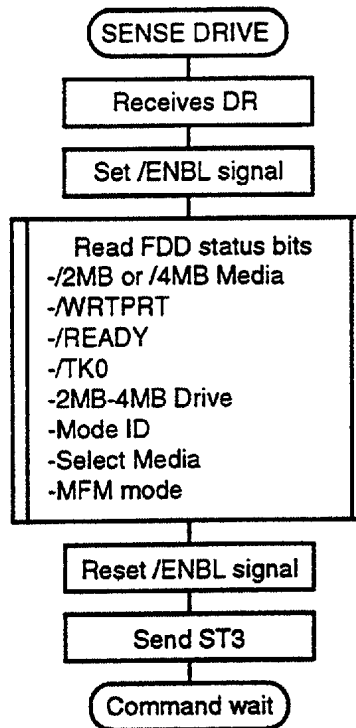 SENSE DRIVE
Receives DR
Set /ENBL signal
Read FDD status bits
-/2MB or /4MB Media
-/WRTPRT
-/READY
-/TK0
-2MB-4MB Drive
-Mode ID
-Select Media
-MFM mode
Reset /ENBL signal
Send ST3
Command wait